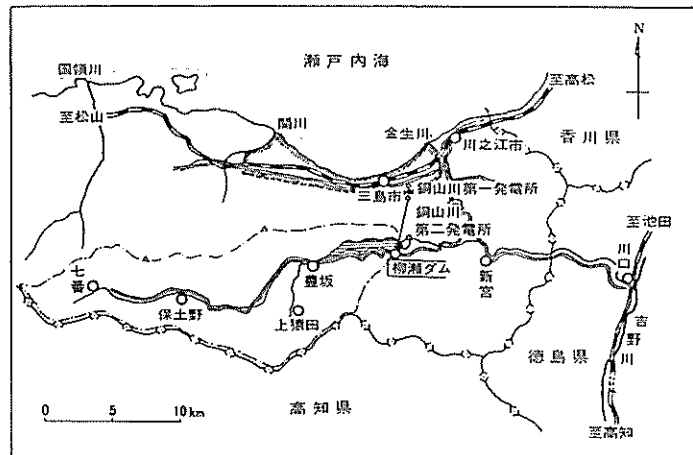 瀬戸内海
N
国領川
至高松
至松山
関川
金生川
川之江市
香川県
三島市
銅山川
第一発電所
銅山川
第二発電所
至池田
川口
七番
豊坂
柳瀬ダム
新宮
保土野
上猿田
吉野川
徳島県
高知県
0 5 10km
至高知